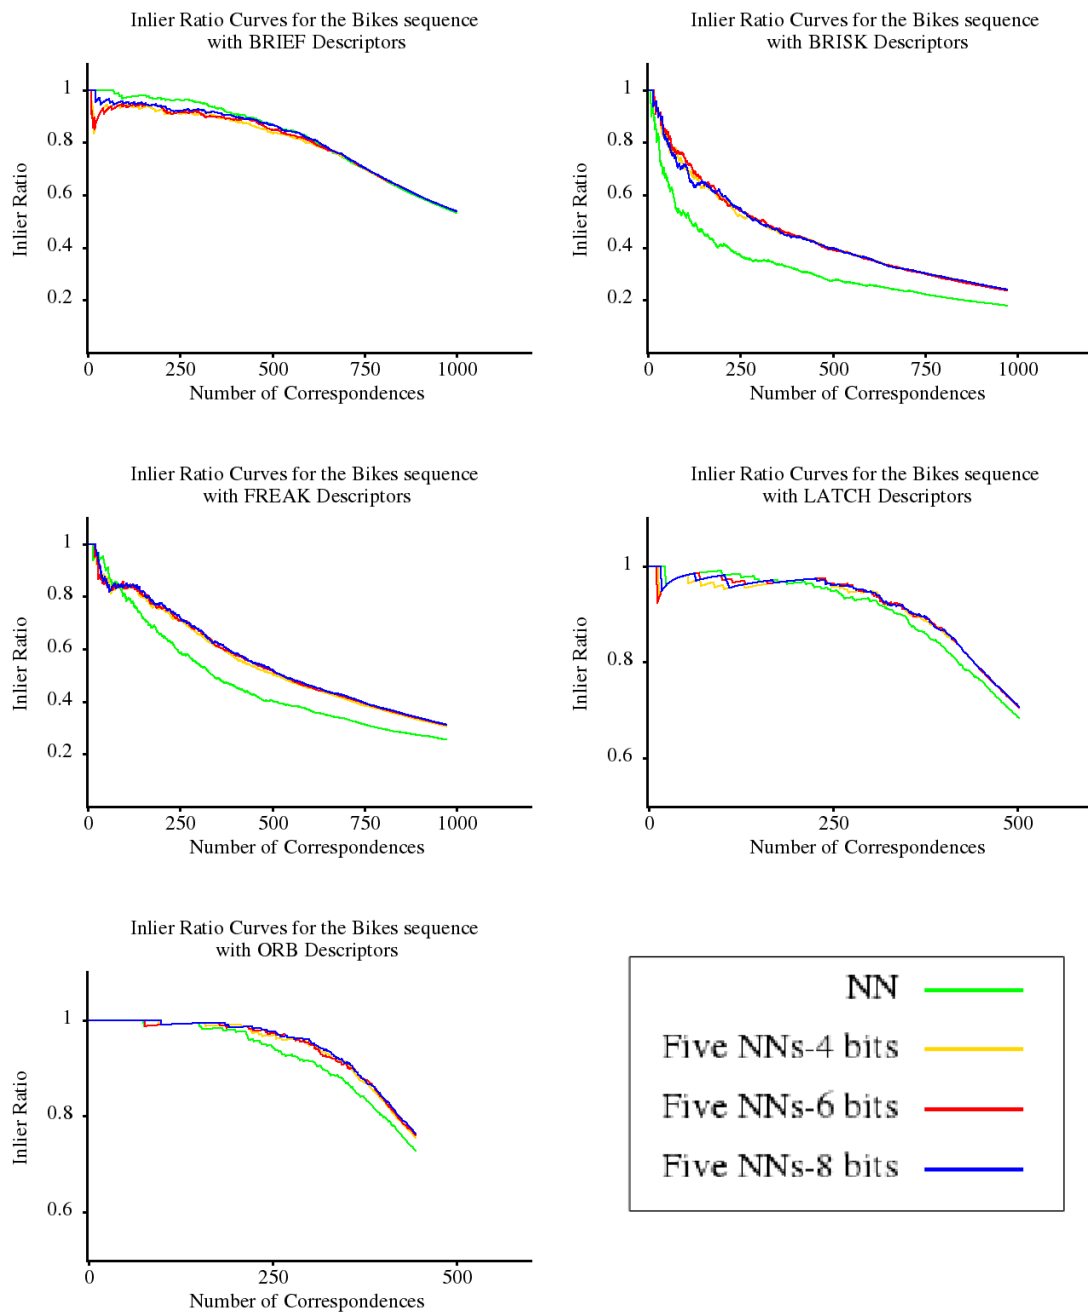 Inlier Ratio Curves for the Bikes sequence
with BRIEF Descriptors
1
0.8
0.6
0.4
0.2
Inlier Ratio
0 250 500 750 1000
Number of Correspondences
Inlier Ratio Curves for the Bikes sequence
with BRISK Descriptors
1
0.8
0.6
0.4
0.2
Inlier Ratio
0 250 500 750 1000
Number of Correspondences
Inlier Ratio Curves for the Bikes sequence
with FREAK Descriptors
1
0.8
0.6
0.4
0.2
Inlier Ratio
0 250 500 750 1000
Number of Correspondences
Inlier Ratio Curves for the Bikes sequence
with LATCH Descriptors
1
0.8
0.6
Inlier Ratio
0 250 500
Number of Correspondences
Inlier Ratio Curves for the Bikes sequence
with ORB Descriptors
1
0.8
0.6
Inlier Ratio
0 250 500
Number of Correspondences
NN
Five NNs-4 bits
Five NNs-6 bits
Five NNs-8 bits